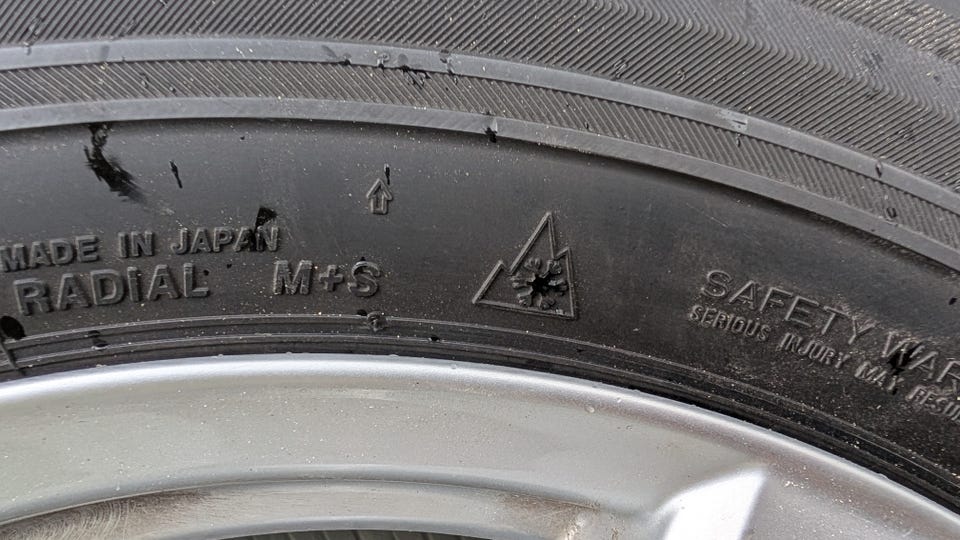 MADE IN JAPAN
RADIAL M+S
SAFETY WAR
SERIOUS INJURY MAY RESU